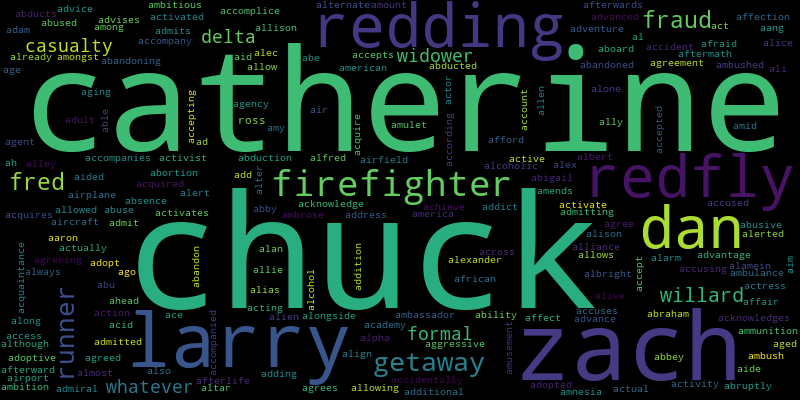 abducts advice ambitious accomplice afterwards
abused advises activated allison alternate amount
adam among admits redding advanced fraud act affection
casualty delta accompany accepts adventure al aang
already amongst aid alec widower aboard accident afraid alice
age abandoning allow abe american abducted abandoned agreement aftermath ambushed ali
catherine
aging accepting agency air actor alone
adult able ross account allen accepted
agent ad amy acquire amulet according afford ally amid
ah alley accompanies activist abduction alfred airfield alcoholic active alex albert
fred aided abortion add alter firefighter abigail redfly
airplane acquired amends
acquires absence alert abby acknowledge addict achieve activate accused
allowed abuse activates ambrose address america admitting agree dan abusive
aircraft admit alison alerted
aaron actually chuck alan across alliance alarm advantage
acquaintance always agreeing adopt ago abandon allie addition alexander allows accept accusing alamein aim
abu alias alcohol african albright ambulance
ahead acting ability alive willard actress
along action acid ace alongside ambassador accuses affair
runner larry accompanied alien academy formal affect advance abraham acknowledges
access admitted alpha aggressive amusement zach ammunition
although almost agreed also align getaway abbey aged
adoptive afterward adding accidentally ambush
airport whatever afterlife agrees allowing adopted actual activity aide
ambition admiral altar additional amnesia abruptly